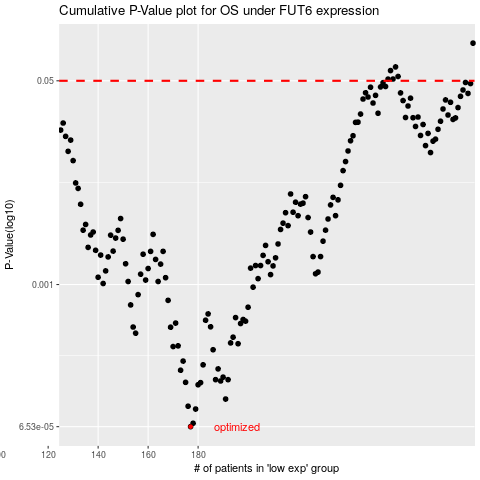 Cumulative P-Value plot for OS under FUT6 expression
P-Value(log10)
0.05
0.001
6.53e-05
optimized
00
120
140
160
180
# of patients in 'low exp' group